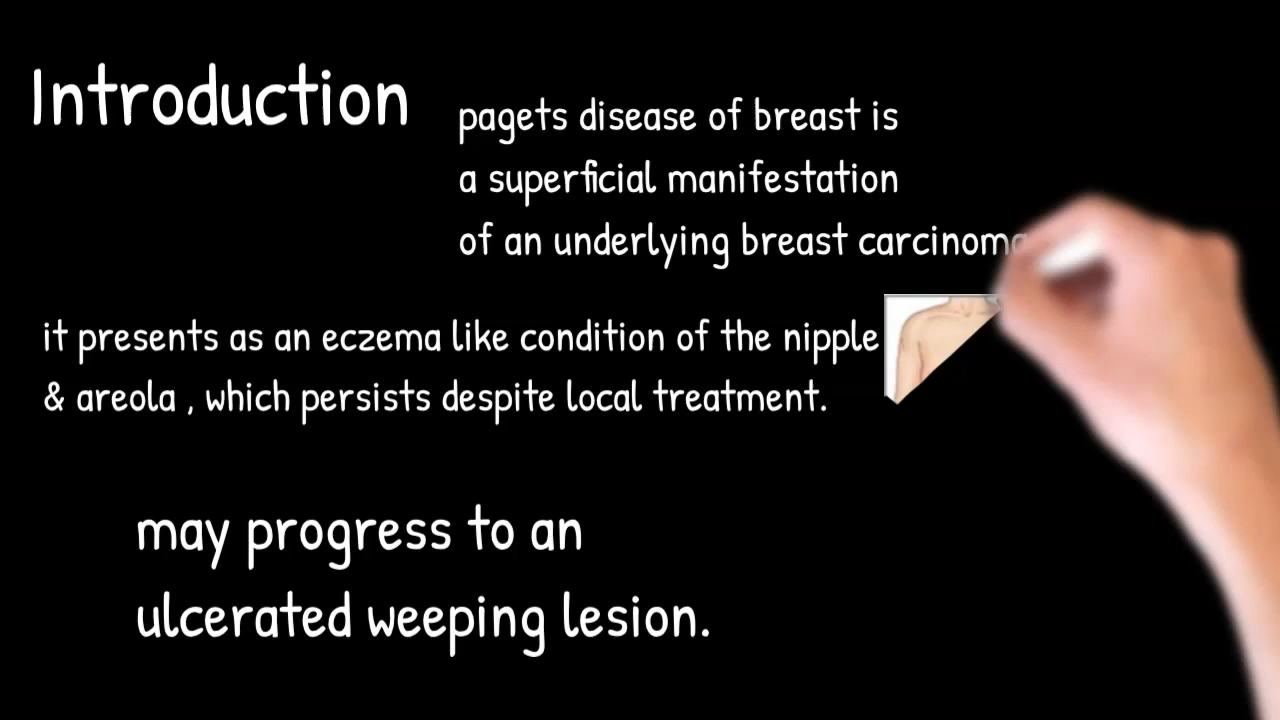 Introduction
pagets disease of breast is
a superficial manifestation
of an underlying breast carcinoma
it presents as an eczema like condition of the nipple
& areola , which persists despite local treatment.
may progress to an
ulcerated weeping lesion.